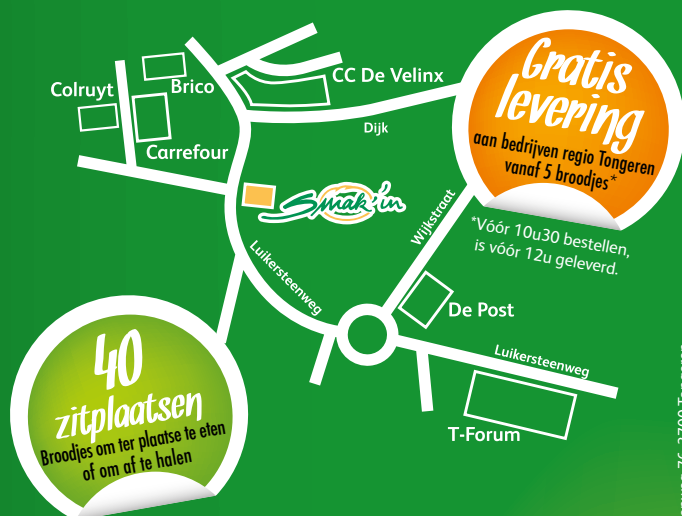 Gratis
levering
aan bedrijven regio Tongeren
vanaf 5 broodjes*
*Vóór 10u30 bestellen,
is vóór 12u geleverd.
Colruyt
Brico
CC De Velinx
Carrefour
Dijk
Smak'in
Wijkstraat
Luikersteenweg
De Post
Luikersteenweg
T-Forum
40
zitplaatsen
Broodjes om ter plaatse te eten
of om af te halen